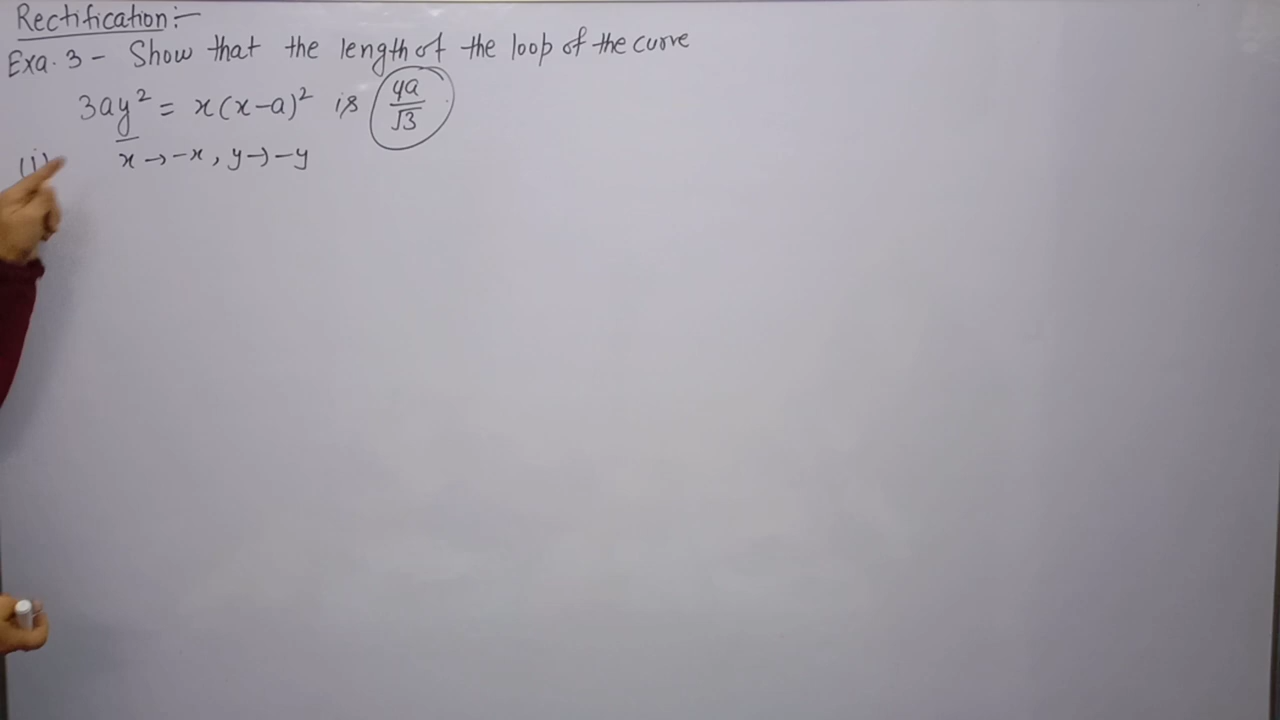 Rectification:-
Exa. 3 - Show that the length of the loop of the curve
3ay² = x(x-a)² is 4a/√3
(i) x → -x, y → -y